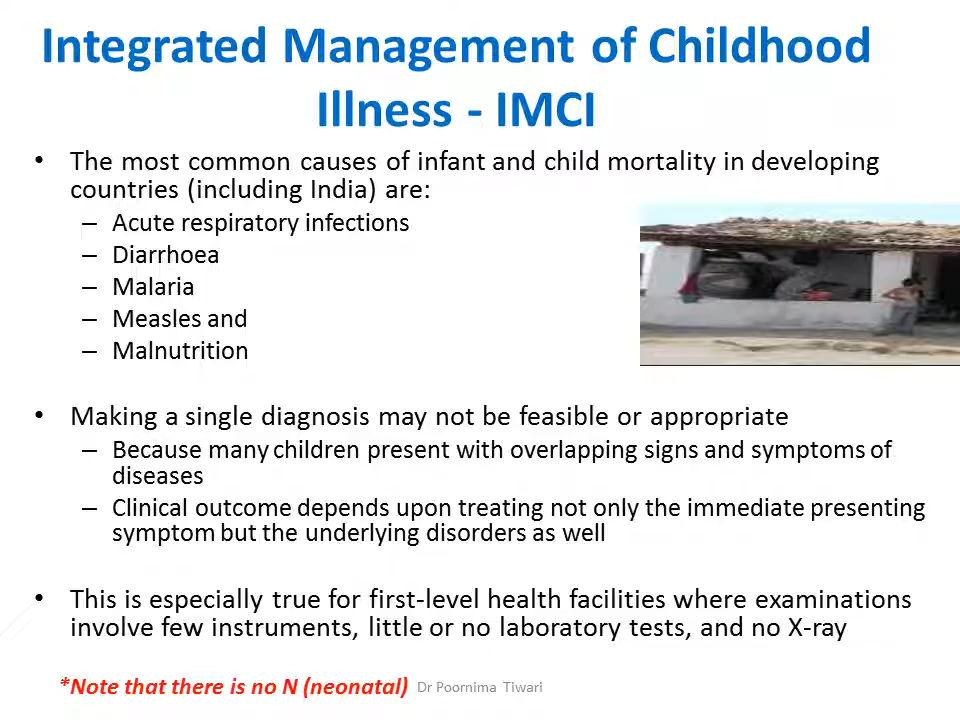 Integrated Management of Childhood
Illness - IMCI
• The most common causes of infant and child mortality in developing
countries (including India) are:
– Acute respiratory infections
– Diarrhoea
– Malaria
– Measles and
– Malnutrition
• Making a single diagnosis may not be feasible or appropriate
– Because many children present with overlapping signs and symptoms of
diseases
– Clinical outcome depends upon treating not only the immediate presenting
symptom but the underlying disorders as well
• This is especially true for first-level health facilities where examinations
involve few instruments, little or no laboratory tests, and no X-ray
*Note that there is no N (neonatal) Dr Poornima Tiwari